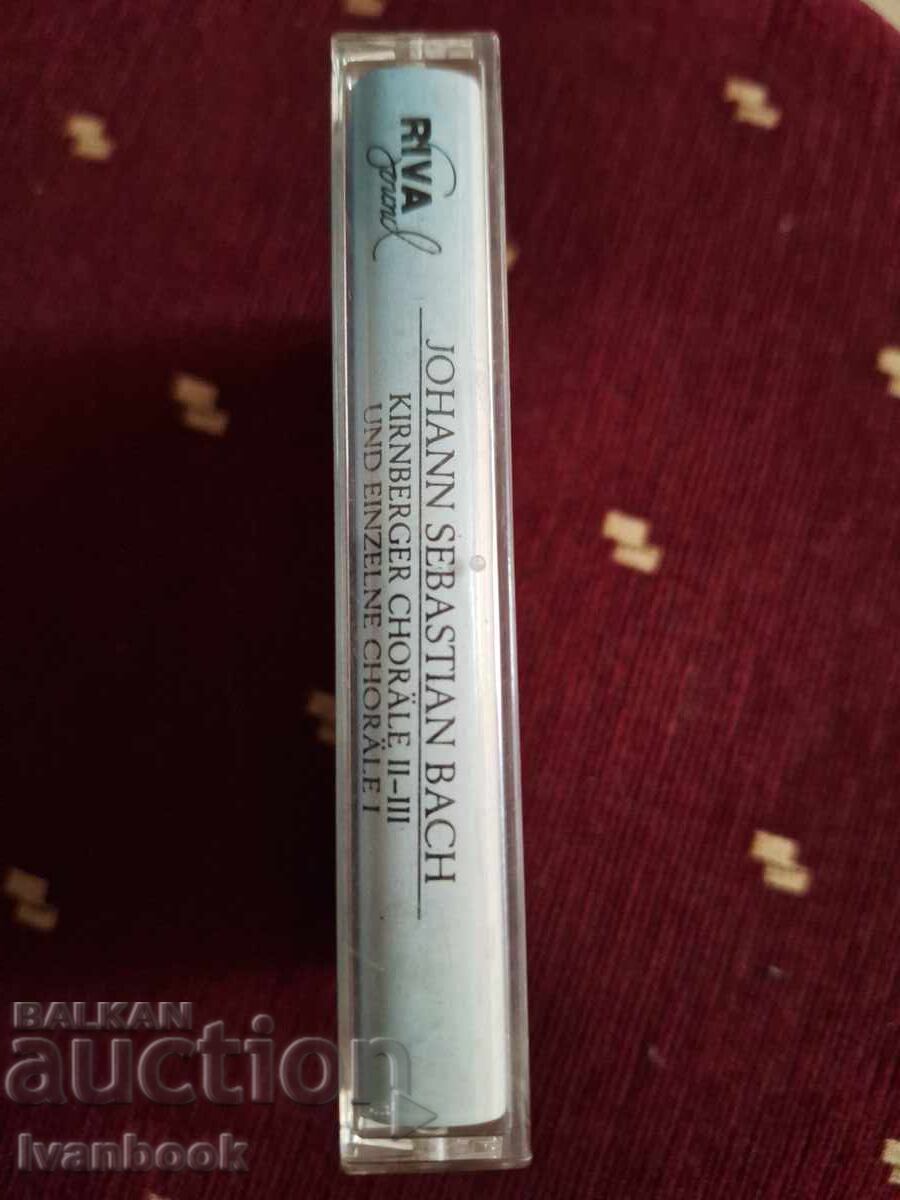 RIVA
Sound
JOHANN SEBASTIAN BACH
KIRNBERGER CHORÄLE II–III
UND EINZELNE CHORÄLE I
BALKAN
auction
Ivanbook